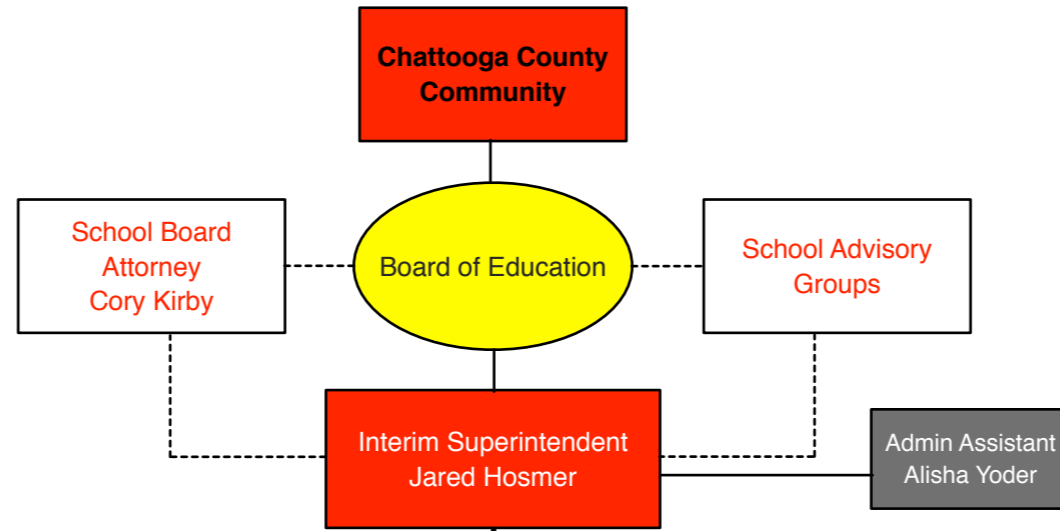 Chattooga County
Community
School Board
Attorney
Cory Kirby
Board of Education
School Advisory
Groups
Interim Superintendent
Jared Hosmer
Admin Assistant
Alisha Yoder